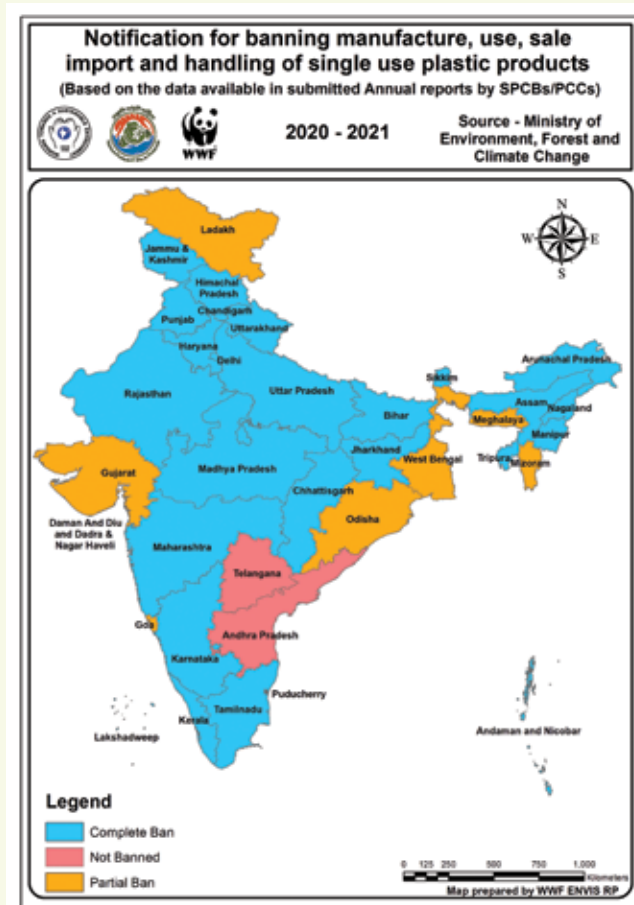 Notification for banning manufacture, use, sale
import and handling of single use plastic products
(Based on the data available in submitted Annual reports by SPCBs/PCCs)
WWF
2020 - 2021
Source - Ministry of
Environment, Forest and
Climate Change
N
W
E
S
Ladakh
Jammu &
Kashmir
Himachal
Pradesh
Chandigarh
Punjab
Uttarakhand
Haryana
Delhi
Rajasthan
Uttar Pradesh
Bihar
Sikkim
Arunachal Pradesh
Assam
Nagaland
Meghalaya
Manipur
Tripura
Mizoram
Jharkhand
West Bengal
Gujarat
Madhya Pradesh
Chhattisgarh
Odisha
Daman And Diu
and Dadra &
Nagar Haveli
Maharashtra
Telangana
Goa
Andhra Pradesh
Karnataka
Puducherry
Tamilnadu
Kerala
Lakshadweep
Andaman and Nicobar
Legend
Complete Ban
Not Banned
Partial Ban
0 125 250 500 750 1,000
Kilometers
Map prepared by WWF ENVIS RP